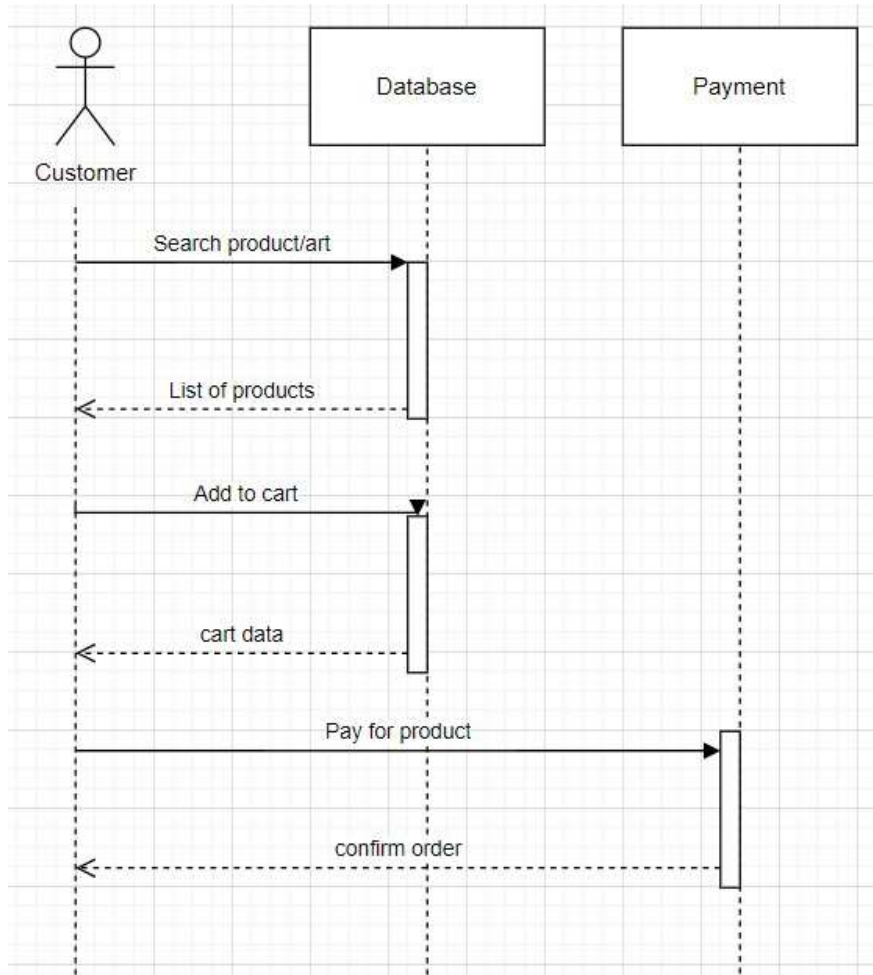 Database
Payment
Customer
Search product/art
List of products
Add to cart
cart data
Pay for product
confirm order